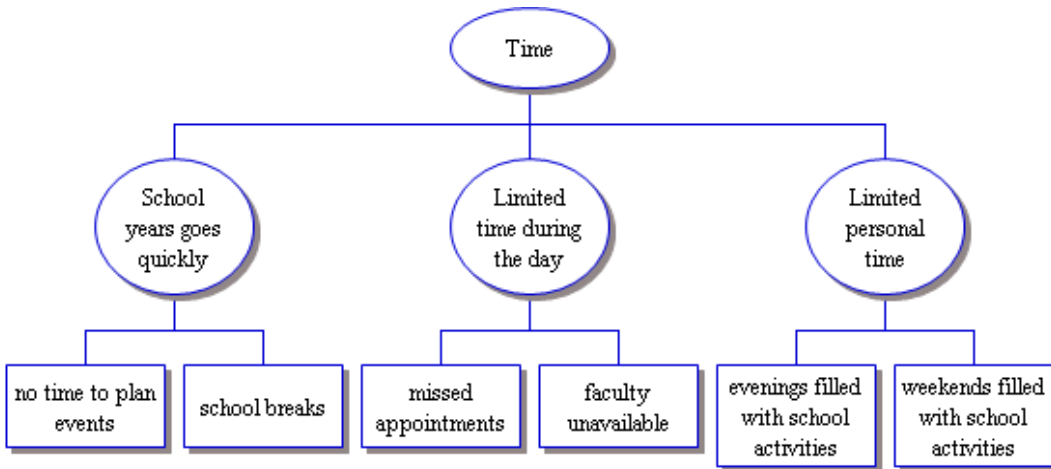 Time
School
years goes
quickly
Limited
time during
the day
Limited
personal
time
no time to plan
events
school breaks
missed
appointments
faculty
unavailable
evenings filled
with school
activities
weekends filled
with school
activities